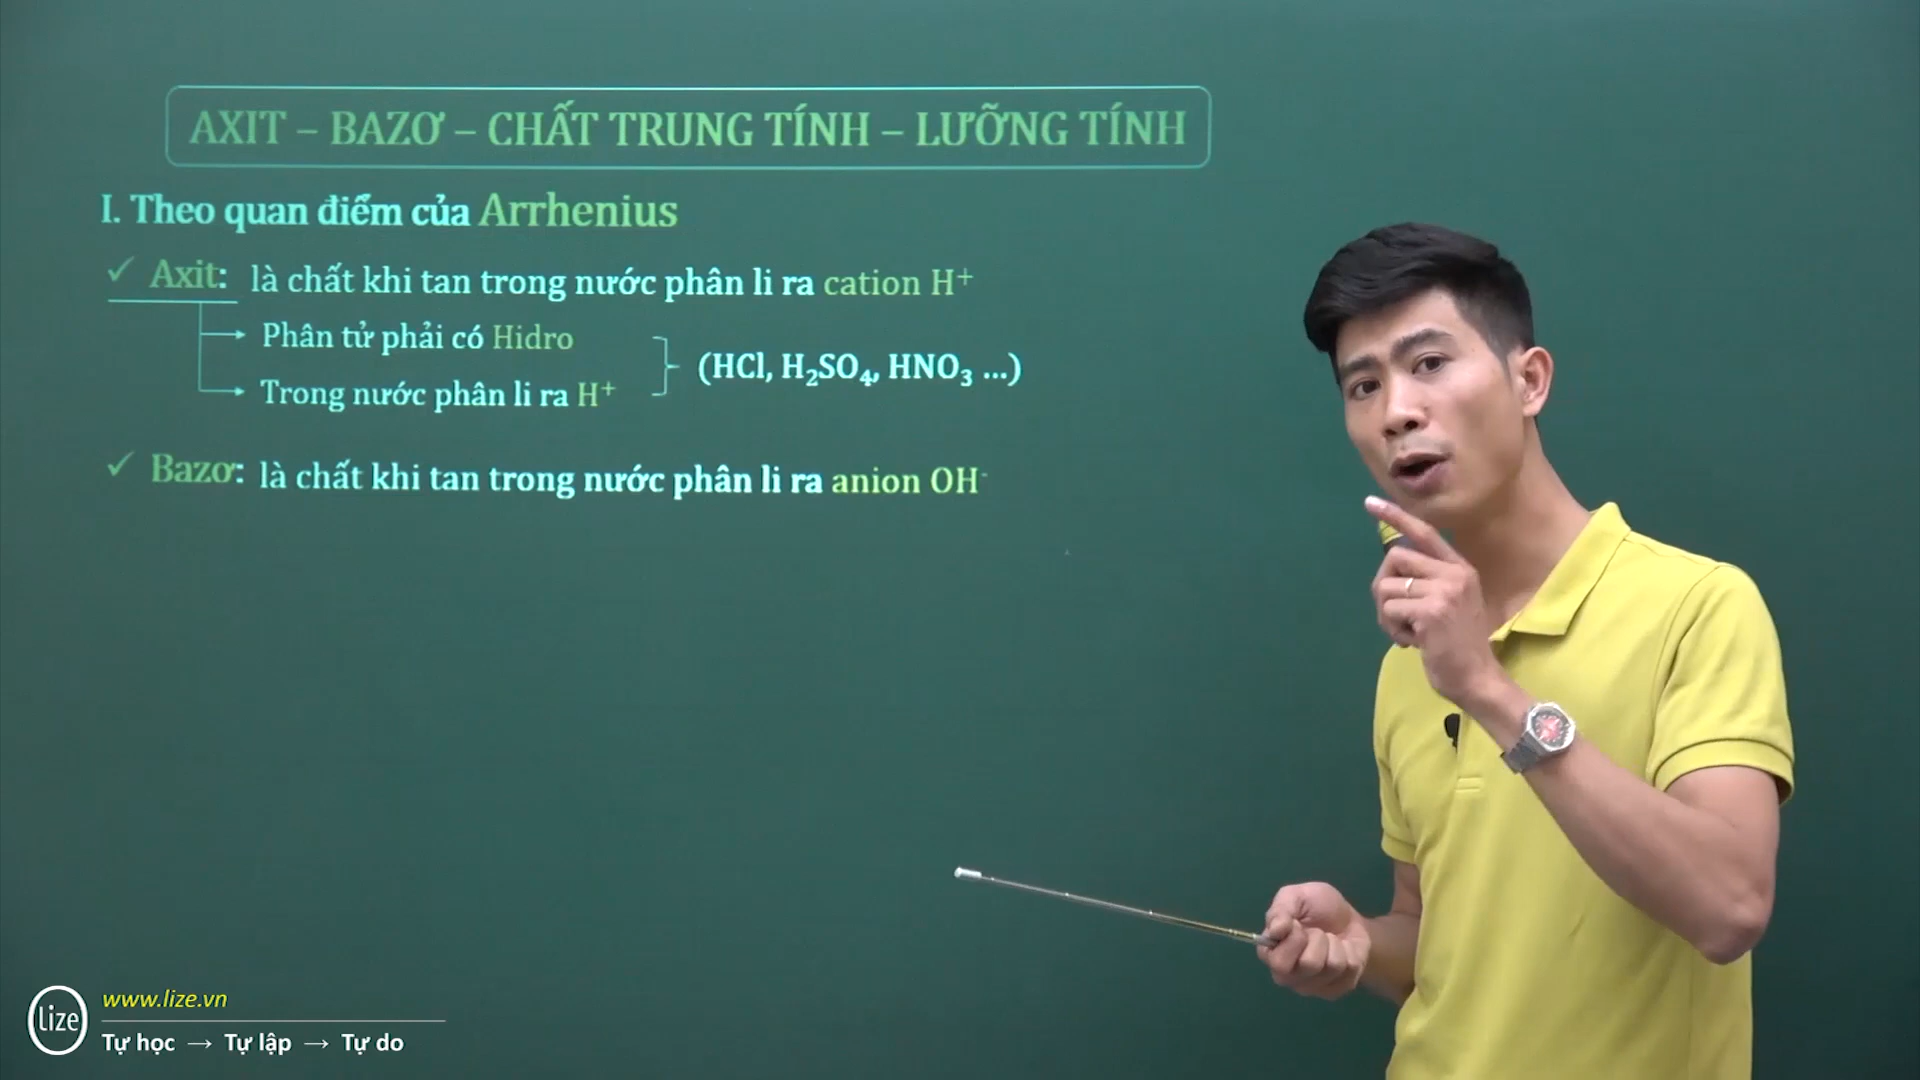 AXIT – BAZƠ – CHẤT TRUNG TÍNH – LƯỠNG TÍNH
I. Theo quan điểm của Arrhenius
✓ Axit: là chất khi tan trong nước phân li ra cation H⁺
Phân tử phải có Hidro
(HCl, H₂SO₄, HNO₃ ...)
Trong nước phân li ra H⁺
✓ Bazơ: là chất khi tan trong nước phân li ra anion OH⁻
lize
www.lize.vn
Tự học → Tự lập → Tự do